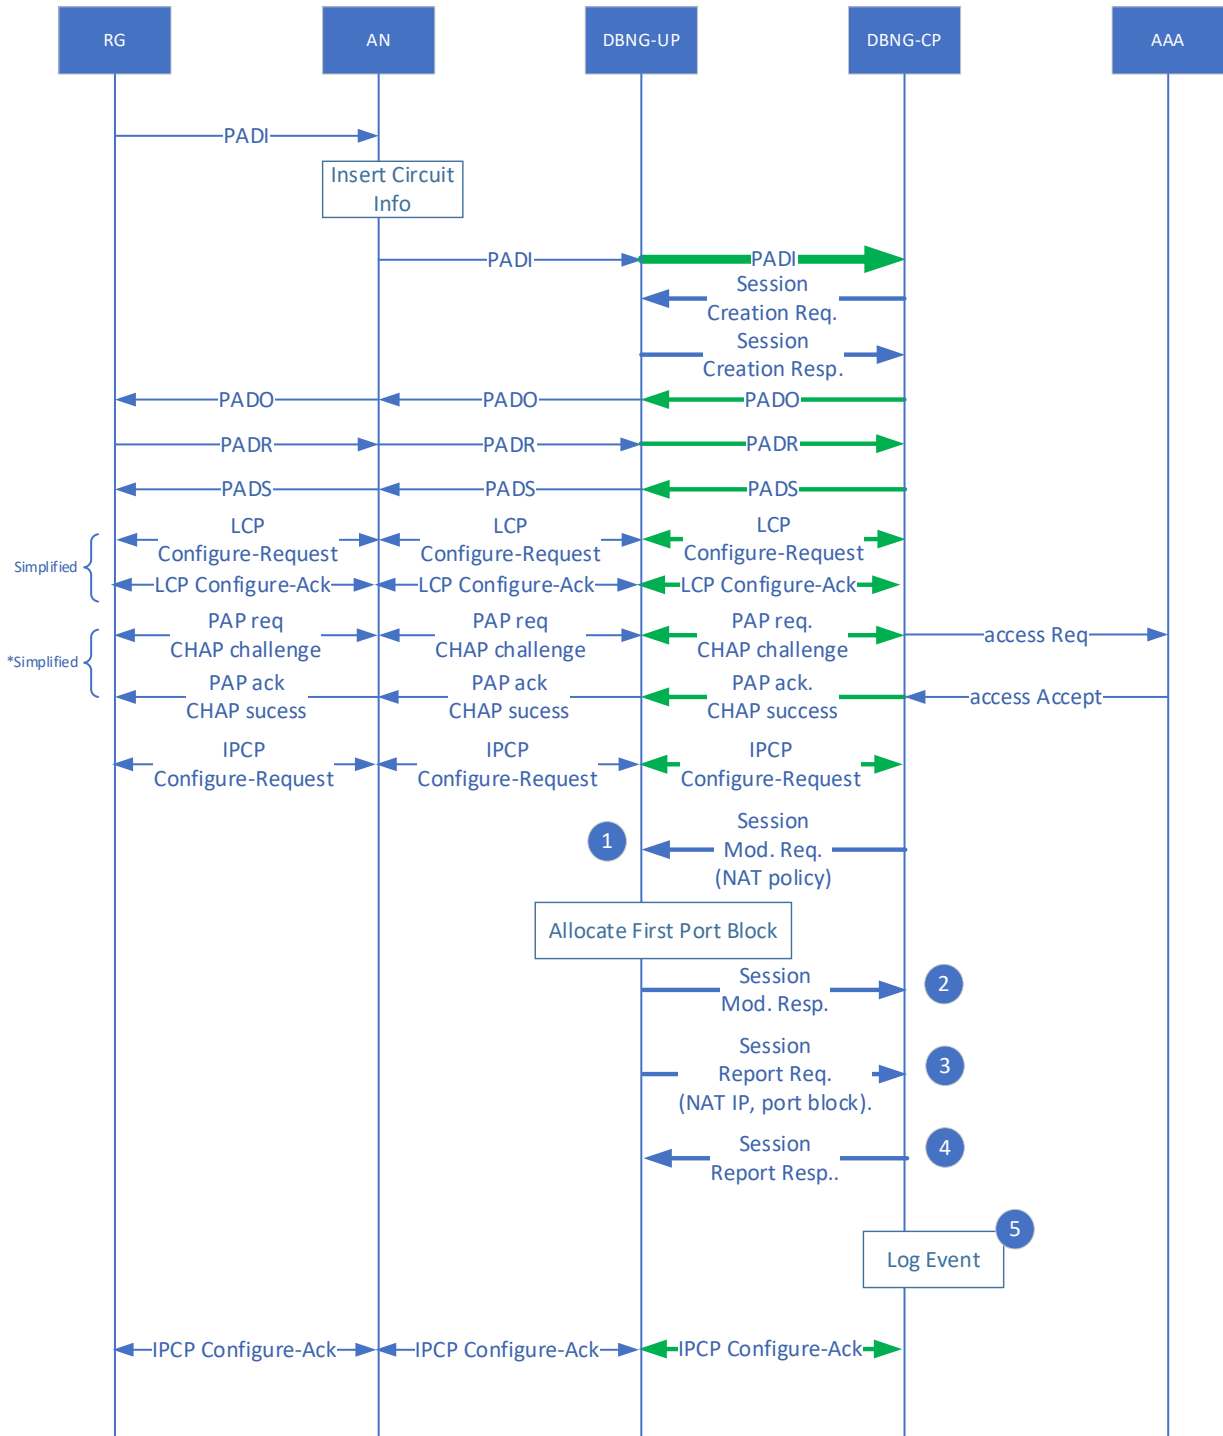 RG
AN
DBNG-UP
DBNG-CP
AAA
PADI
Insert Circuit
Info
PADI
PADI
Session
Creation Req.
Session
Creation Resp.
PADO
PADO
PADO
PADR
PADR
PADR
PADS
PADS
PADS
Simplified
LCP
Configure-Request
LCP
Configure-Request
LCP
Configure-Request
LCP Configure-Ack
LCP Configure-Ack
LCP Configure-Ack
*Simplified
PAP req
CHAP challenge
PAP req
CHAP challenge
PAP req.
CHAP challenge
access Req
PAP ack
CHAP sucess
PAP ack
CHAP sucess
PAP ack.
CHAP success
access Accept
IPCP
Configure-Request
IPCP
Configure-Request
IPCP
Configure-Request
1
Session
Mod. Req.
(NAT policy)
Allocate First Port Block
Session
Mod. Resp.
2
Session
Report Req.
(NAT IP, port block).
3
Session
Report Resp..
4
5
Log Event
IPCP Configure-Ack
IPCP Configure-Ack
IPCP Configure-Ack